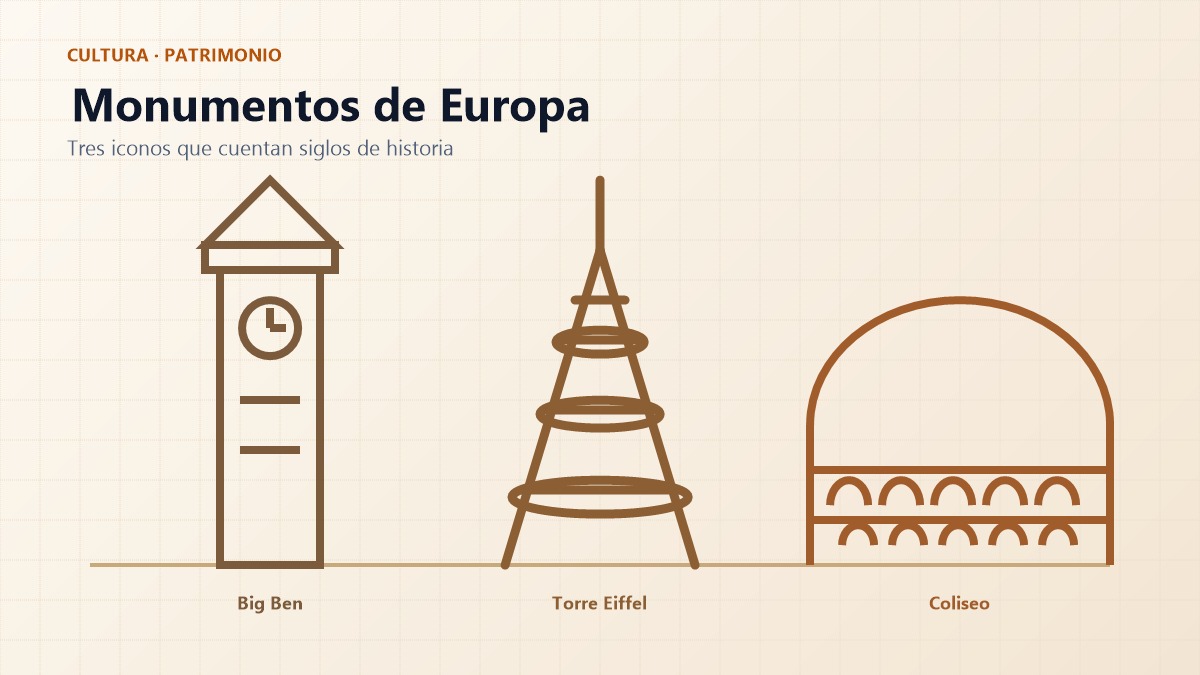 CULTURA · PATRIMONIO
Monumentos de Europa
Tres iconos que cuentan siglos de historia
Big Ben
Torre Eiffel
Coliseo